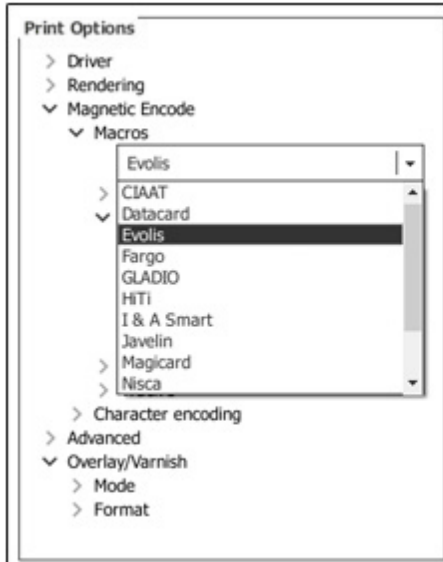 Print Options
Driver
Rendering
Magnetic Encode
Macros
Evolis
CIAAT
Datacard
Evolis
Fargo
GLADIO
HiTi
I & A Smart
Javelin
Magicard
Nisca
Character encoding
Advanced
Overlay/Varnish
Mode
Format